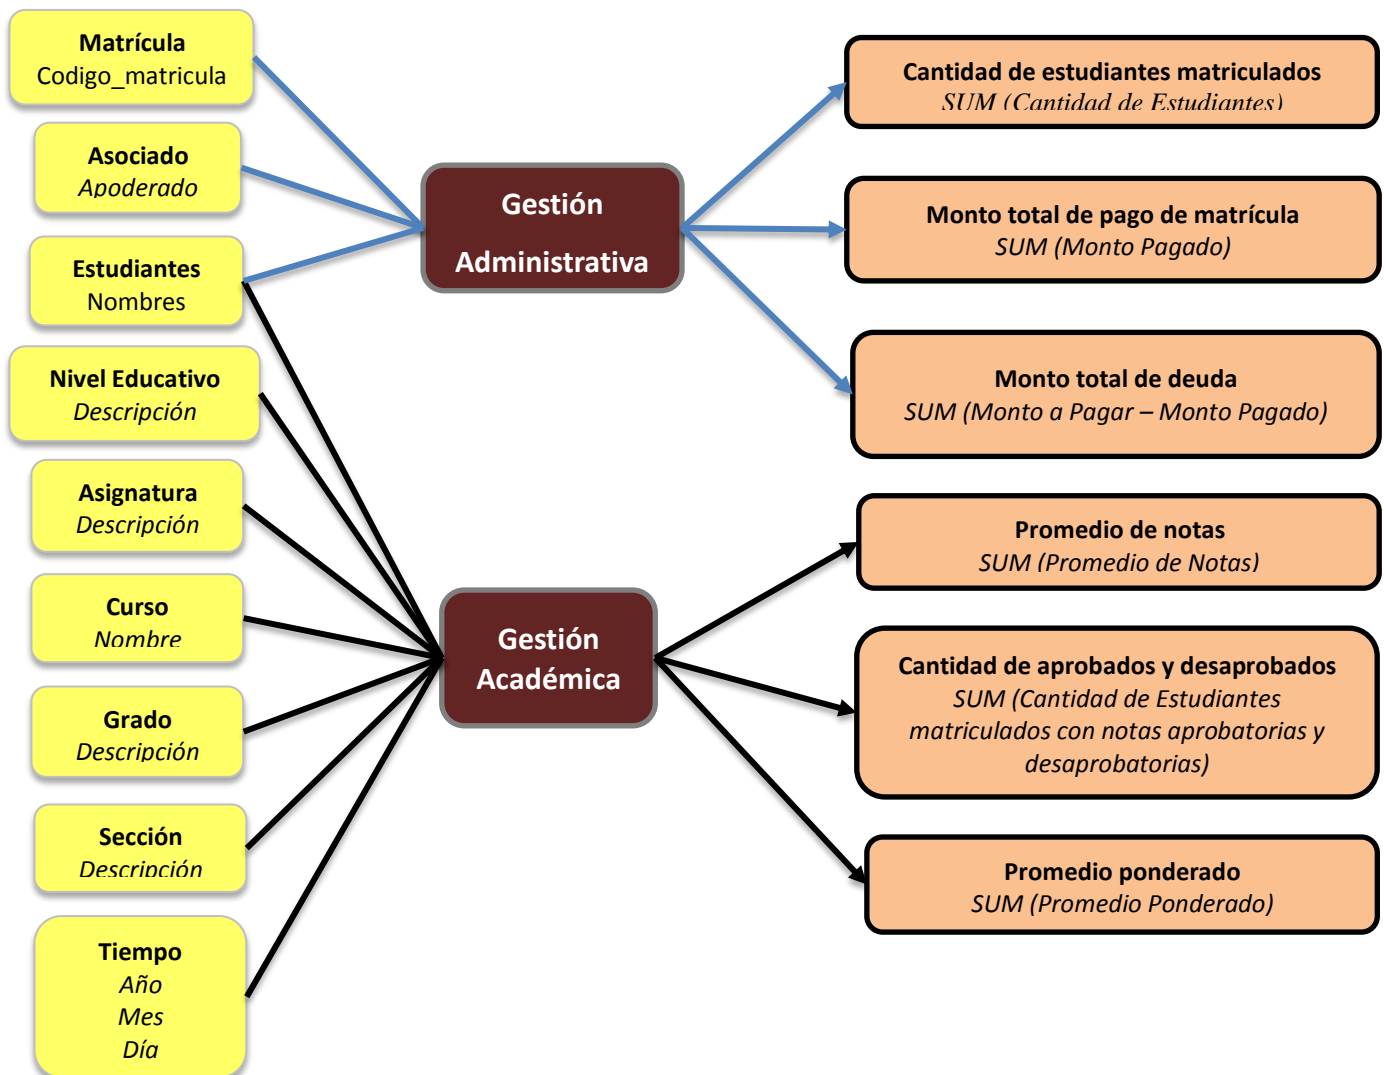 Matrícula
Codigo_matricula
Asociado
Apoderado
Estudiantes
Nombres
Nivel Educativo
Descripción
Asignatura
Descripción
Curso
Nombre
Grado
Descripción
Sección
Descripción
Tiempo
Año
Mes
Día
Gestión
Administrativa
Gestión
Académica
Cantidad de estudiantes matriculados
SUM (Cantidad de Estudiantes)
Monto total de pago de matrícula
SUM (Monto Pagado)
Monto total de deuda
SUM (Monto a Pagar – Monto Pagado)
Promedio de notas
SUM (Promedio de Notas)
Cantidad de aprobados y desaprobados
SUM (Cantidad de Estudiantes
matriculados con notas aprobatorias y
desaprobatorias)
Promedio ponderado
SUM (Promedio Ponderado)